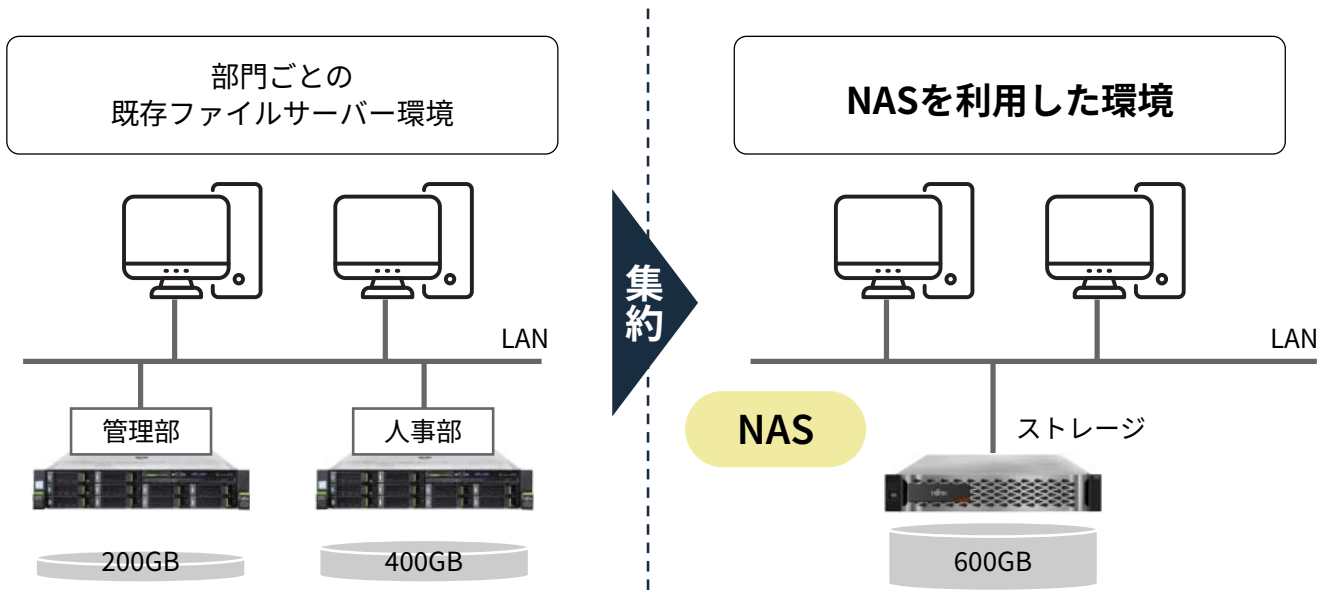 部門ごとの
既存ファイルサーバー環境
LAN
管理部
人事部
200GB
400GB
集約
NASを利用した環境
LAN
NAS
ストレージ
600GB